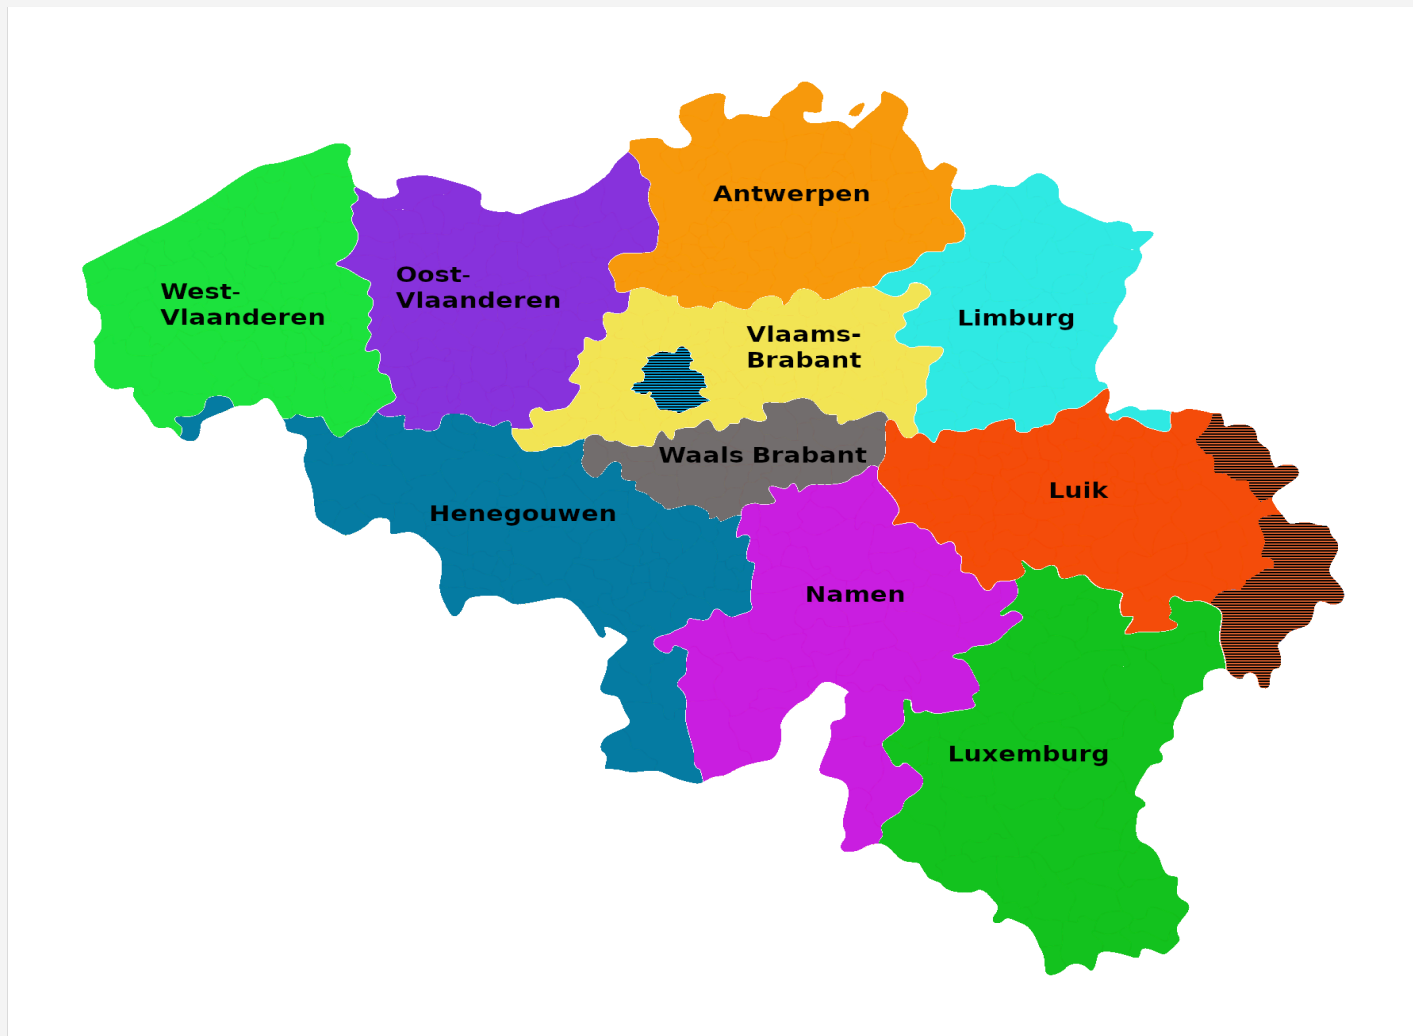 Antwerpen
West-
Vlaanderen
Oost-
Vlaanderen
Limburg
Vlaams-
Brabant
Waals Brabant
Luik
Henegouwen
Namen
Luxemburg